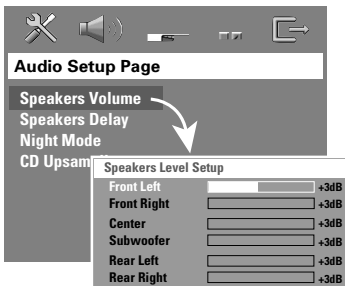 Audio Setup Page
Speakers Volume
Speakers Delay
Night Mode
CD Upsam
Speakers Level Setup
Front Left +3dB
Front Right +3dB
Center +3dB
Subwoofer +3dB
Rear Left +3dB
Rear Right +3dB